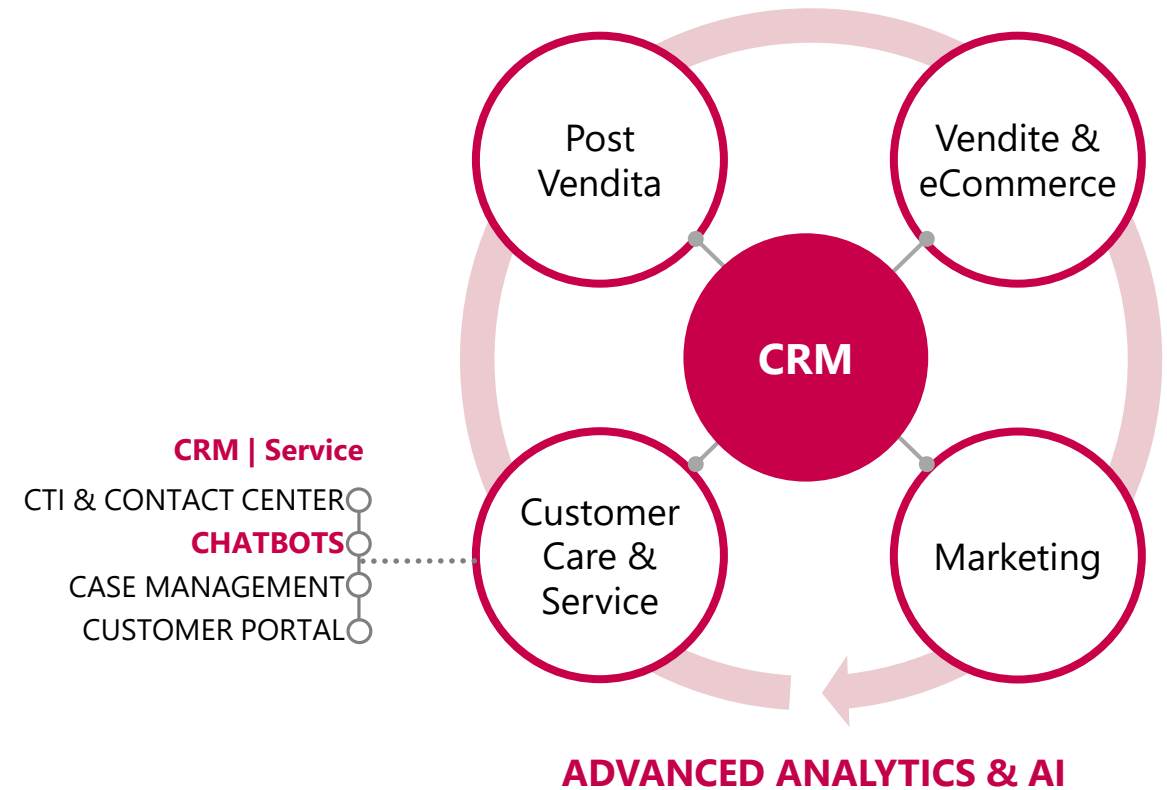 Post
Vendita
Vendite &
eCommerce
CRM
CRM | Service
CTI & CONTACT CENTER
CHATBOTS
CASE MANAGEMENT
CUSTOMER PORTAL
Customer
Care &
Service
Marketing
ADVANCED ANALYTICS & AI